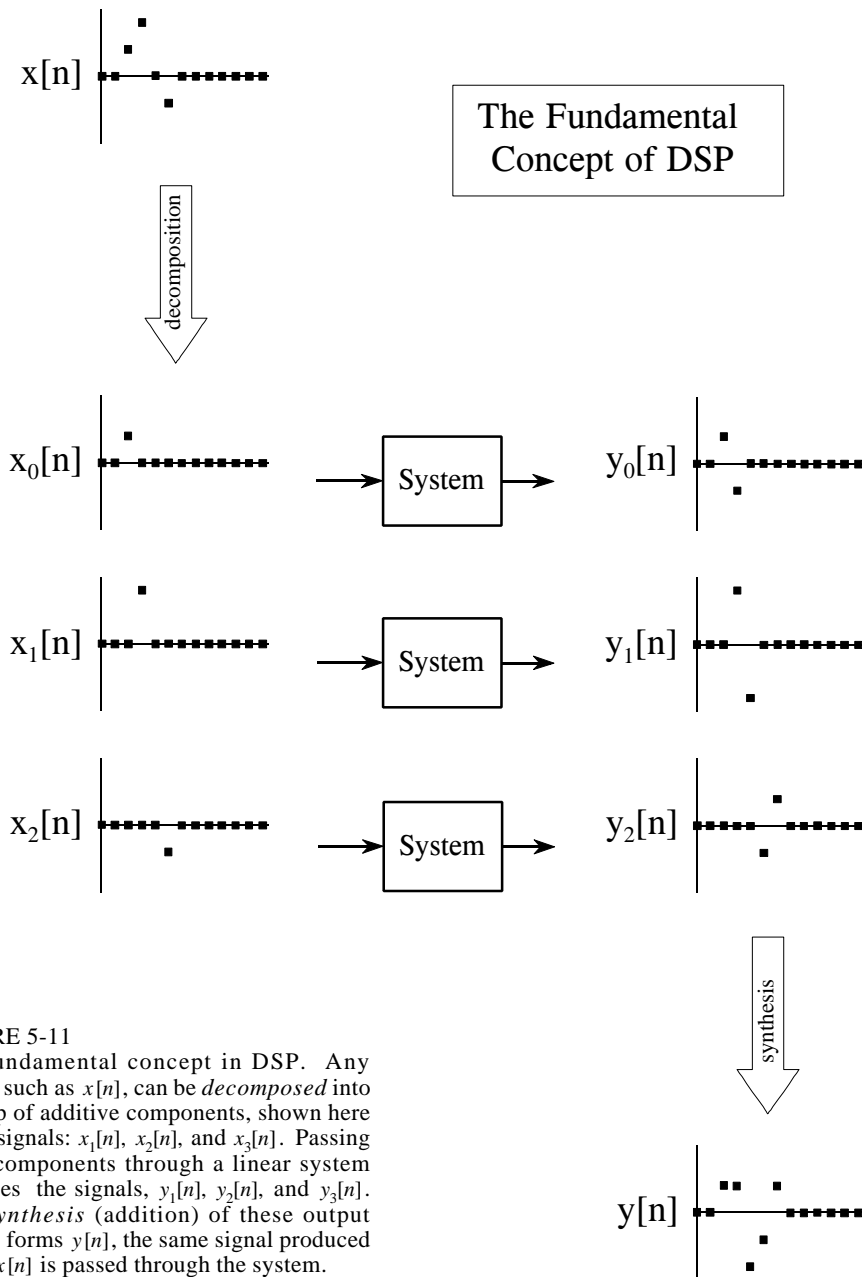 x[n]
The Fundamental
Concept of DSP
decomposition
x₀[n]
System
y₀[n]
x₁[n]
System
y₁[n]
x₂[n]
System
y₂[n]
synthesis
RE 5-11
undamental concept in DSP. Any
such as x[n], can be decomposed into
p of additive components, shown here
signals: x₁[n], x₂[n], and x₃[n]. Passing
components through a linear system
es the signals, y₁[n], y₂[n], and y₃[n].
ynthesis (addition) of these output
forms y[n], the same signal produced
x[n] is passed through the system.
y[n]